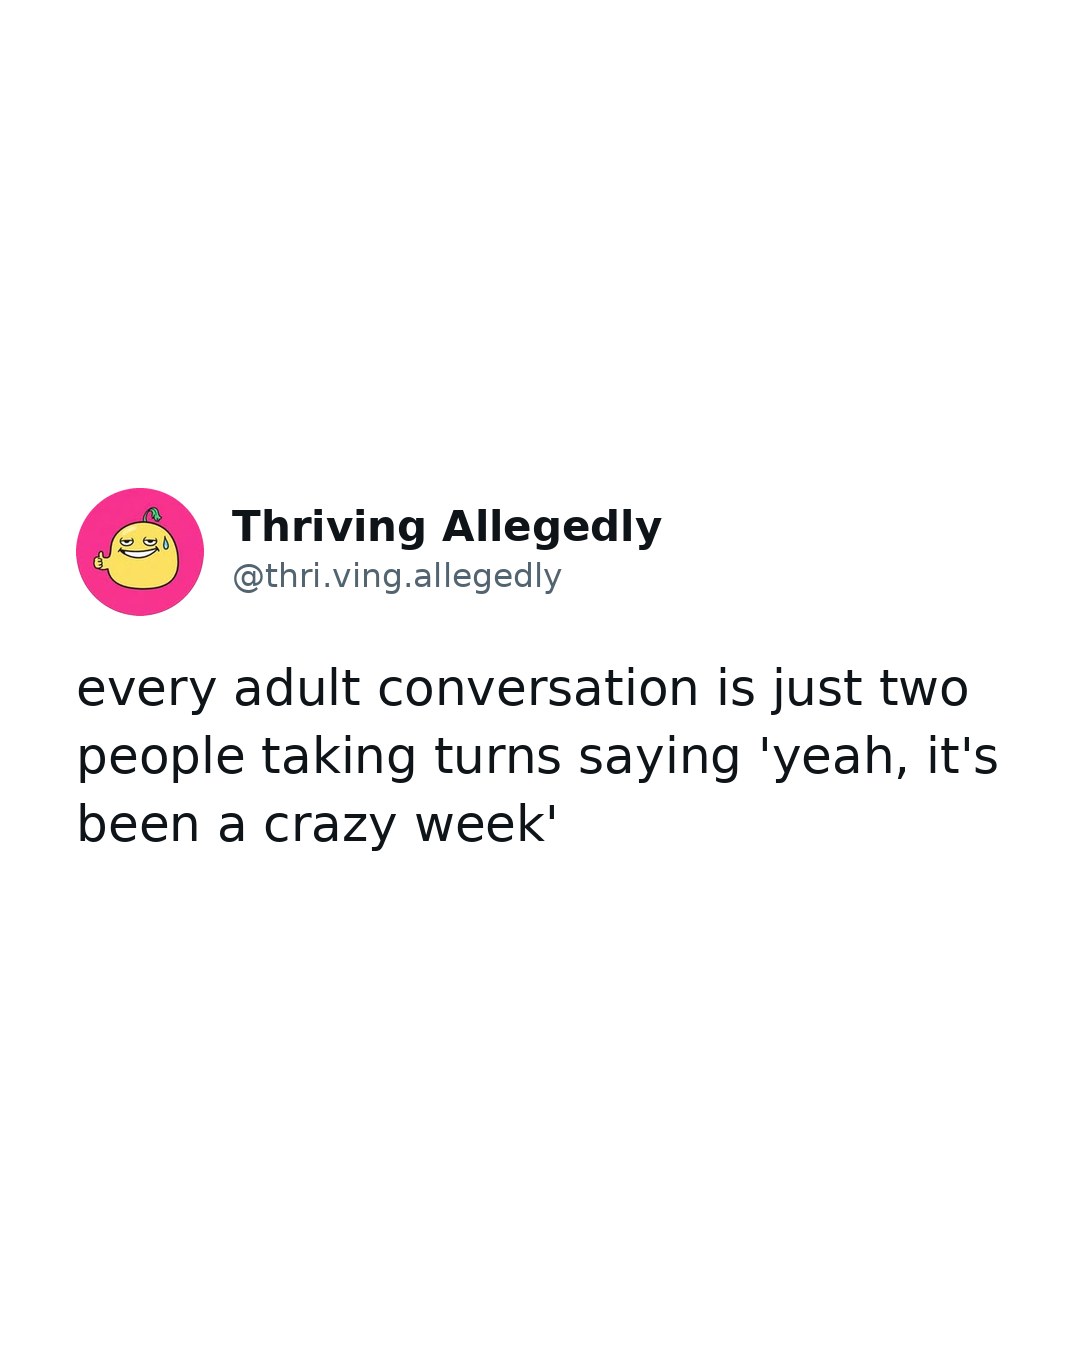 Thriving Allegedly
@thri.ving.allegedly
every adult conversation is just two
people taking turns saying 'yeah, it's
been a crazy week'